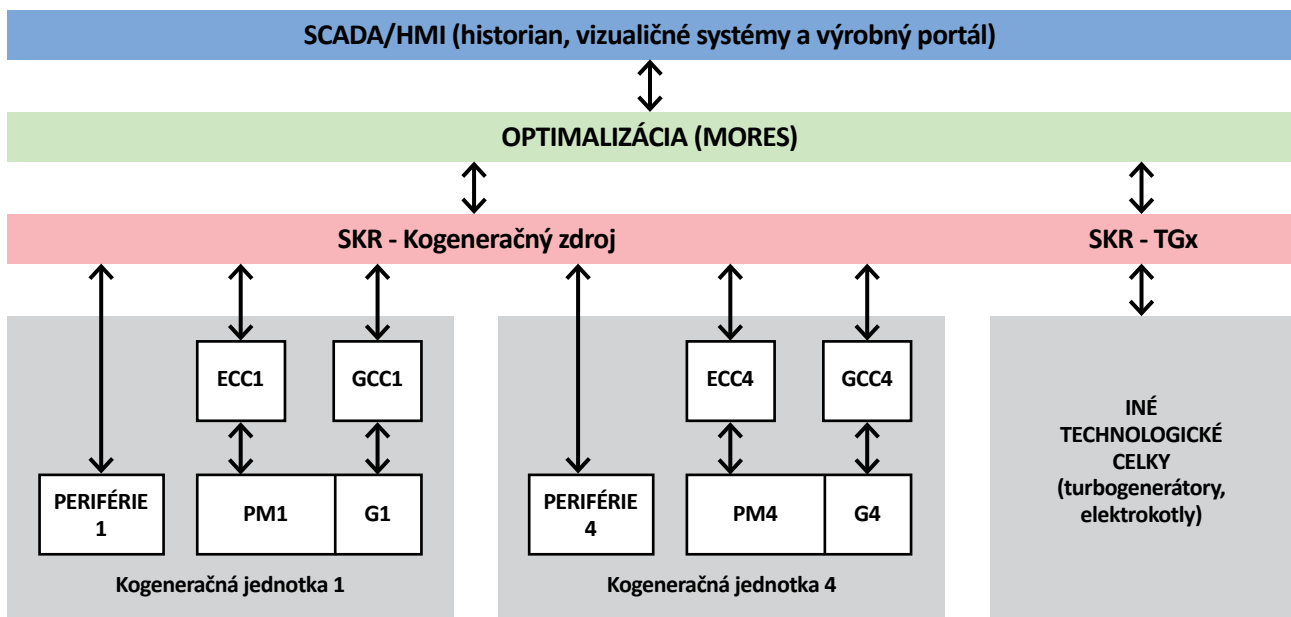 SCADA/HMI (historian, vizualičné systémy a výrobný portál)
OPTIMALIZÁCIA (MORES)
SKR - Kogeneračný zdroj
SKR - TGx
ECC1
GCC1
PERIFÉRIE
1
PM1
G1
Kogeneračná jednotka 1
ECC4
GCC4
PERIFÉRIE
4
PM4
G4
Kogeneračná jednotka 4
INÉ
TECHNOLOGICKÉ
CELKY
(turbogenerátory,
elektrokotly)